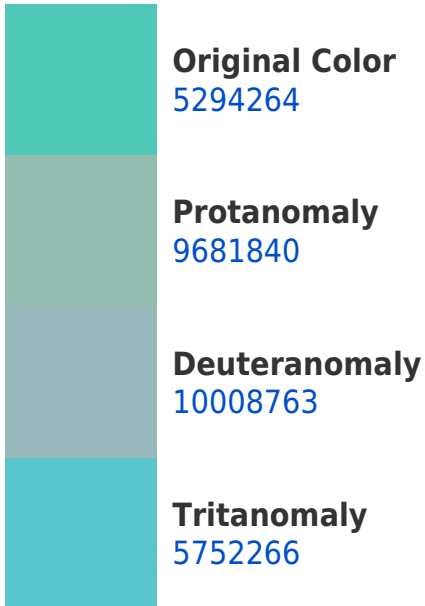 Original Color
5294264
Protanomaly
9681840
Deuteranomaly
10008763
Tritanomaly
5752266